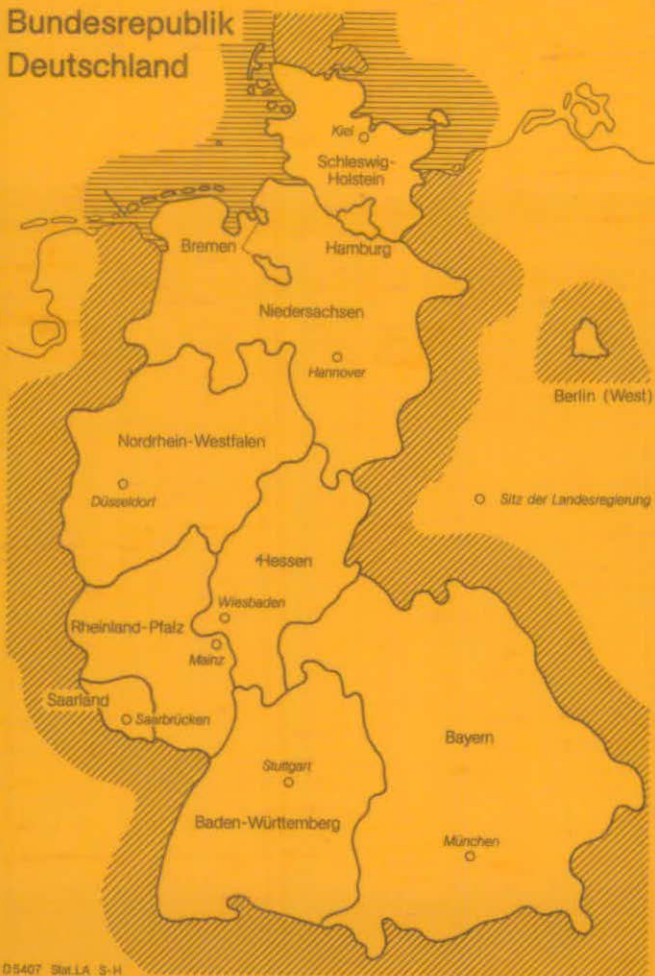 Bundesrepublik
Deutschland
Kiel
Schleswig-
Holstein
Bremen
Hamburg
Niedersachsen
Hannover
Berlin (West)
Nordrhein-Westfalen
Düsseldorf
Sitz der Landesregierung
Hessen
Wiesbaden
Rheinland-Pfalz
Mainz
Saarland
Saarbrücken
Bayern
Stuttgart
Baden-Württemberg
München
D5407 Stat.LA S-H